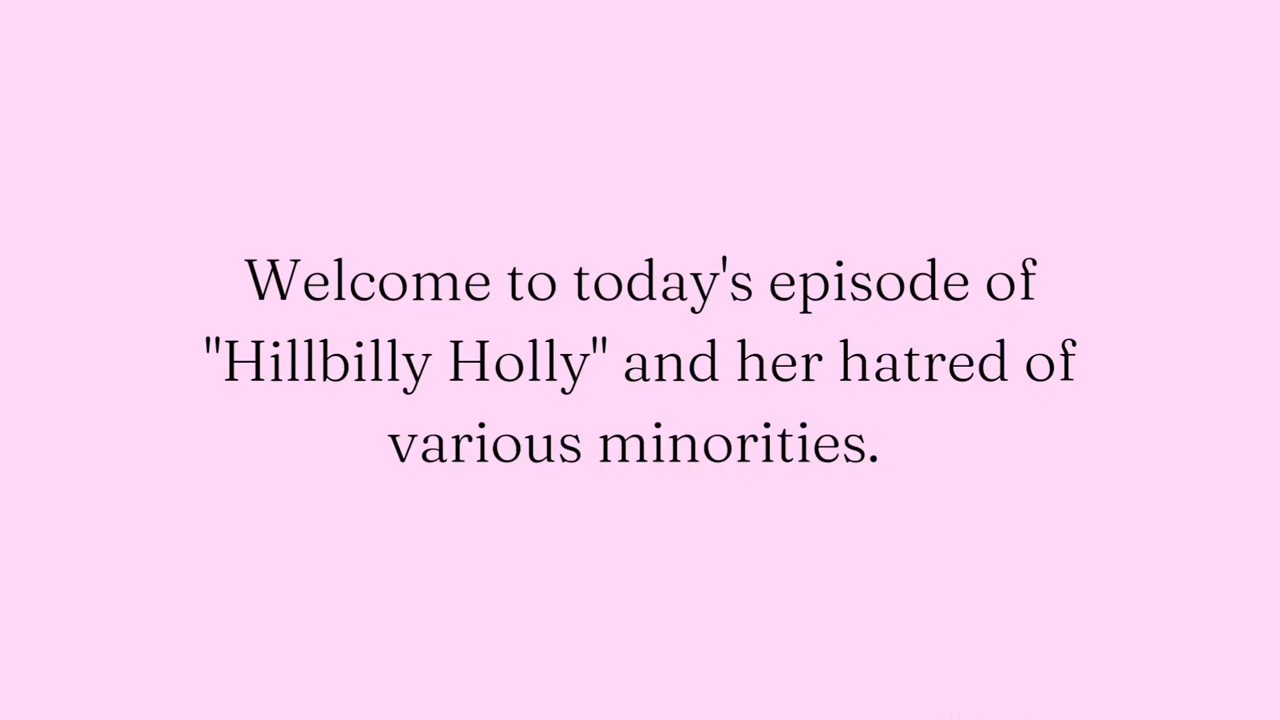 Welcome to today's episode of
"Hillbilly Holly" and her hatred of
various minorities.